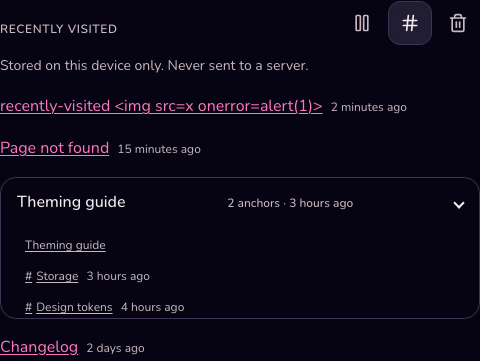 RECENTLY VISITED
#
Stored on this device only. Never sent to a server.
recently-visited <img src=x onerror=alert(1)> 2 minutes ago
Page not found 15 minutes ago
Theming guide 2 anchors · 3 hours ago
Theming guide
# Storage 3 hours ago
# Design tokens 4 hours ago
Changelog 2 days ago